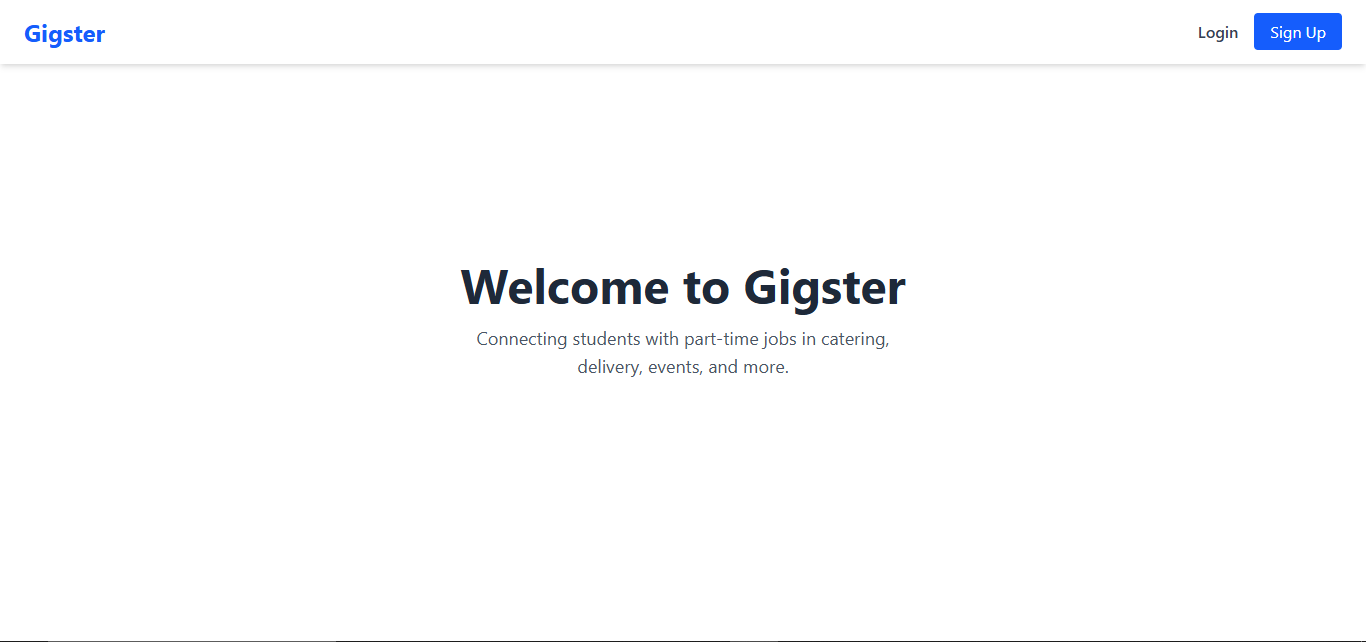 Gigster
Login
Sign Up
Welcome to Gigster
Connecting students with part-time jobs in catering,
delivery, events, and more.